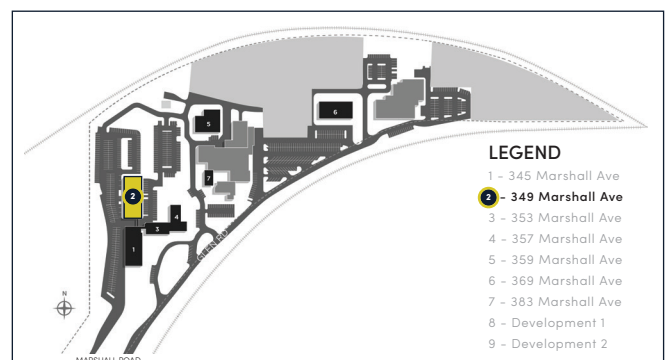 5
6
7
2
4
3
1
GLEN RD
N
MARSHALL ROAD
LEGEND
1 - 345 Marshall Ave
2 - 349 Marshall Ave
3 - 353 Marshall Ave
4 - 357 Marshall Ave
5 - 359 Marshall Ave
6 - 369 Marshall Ave
7 - 383 Marshall Ave
8 - Development 1
9 - Development 2